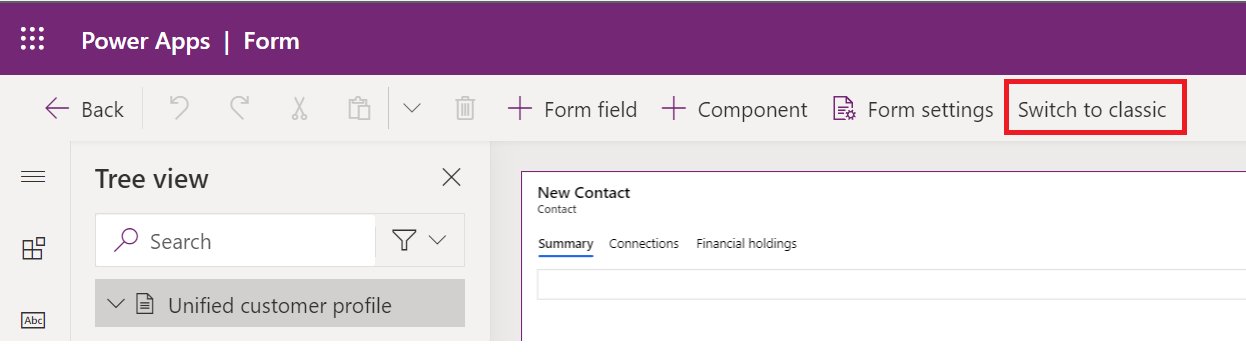 Power Apps | Form
Back
Form field
Component
Form settings
Switch to classic
Tree view
Search
Abc
Unified customer profile
New Contact
Contact
Summary Connections Financial holdings